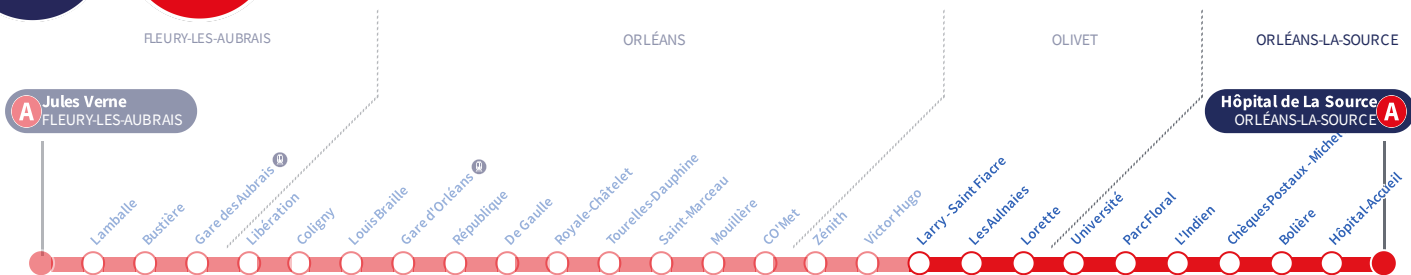 FLEURY-LES-AUBRAIS
ORLÉANS
OLIVET
ORLÉANS-LA-SOURCE
A
Jules Verne
FLEURY-LES-AUBRAIS
Hôpital de La Source
ORLÉANS-LA-SOURCE
A
Lamballe
Bustière
Gare des Aubrais
Libération
Coligny
Louis Braille
Gare d'Orléans
République
De Gaulle
Royale-Châtelet
Tourelles-Dauphine
Saint-Marceau
Mouillère
CO'Met
Zénith
Victor Hugo
Larry - Saint Fiacre
Les Aulnaies
Lorette
Université
Parc Floral
L'Indien
Chèques Postaux - Michel
Bolière
Hôpital-Accueil